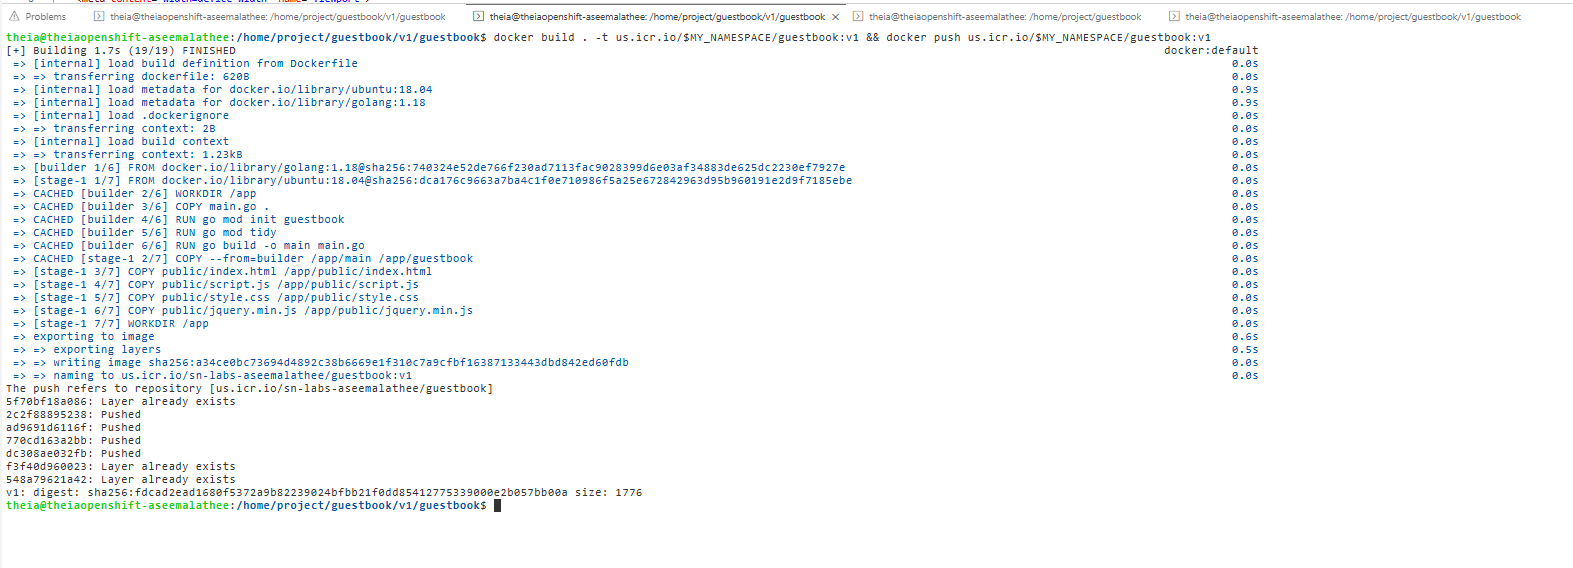 Problems theia@theiaopenshift-aseemalathee: /home/project/guestbook/v1/guestbook theia@theiaopenshift-aseemalathee: /home/project/guestbook/v1/guestbook × theia@theiaopenshift-aseemalathee: /home/project/guestbook theia@theiaopenshift-aseemalathee: /home/project/guestbook/v1/guestbook
theia@theiaopenshift-aseemalathee:/home/project/guestbook/v1/guestbook$ docker build . -t us.icr.io/$MY_NAMESPACE/guestbook:v1 && docker push us.icr.io/$MY_NAMESPACE/guestbook:v1
[+] Building 1.7s (19/19) FINISHED docker:default
=> [internal] load build definition from Dockerfile 0.0s
=> => transferring dockerfile: 620B 0.0s
=> [internal] load metadata for docker.io/library/ubuntu:18.04 0.9s
=> [internal] load metadata for docker.io/library/golang:1.18 0.9s
=> [internal] load .dockerignore 0.0s
=> => transferring context: 2B 0.0s
=> [internal] load build context 0.0s
=> => transferring context: 1.23kB 0.0s
=> [builder 1/6] FROM docker.io/library/golang:1.18@sha256:740324e52de766f230ad7113fac9028399d6e03af34883de625dc2230ef7927e 0.0s
=> [stage-1 1/7] FROM docker.io/library/ubuntu:18.04@sha256:dca176c9663a7ba4c1f0e710986f5a25e672842963d95b960191e2d9f7185ebe 0.0s
=> CACHED [builder 2/6] WORKDIR /app 0.0s
=> CACHED [builder 3/6] COPY main.go . 0.0s
=> CACHED [builder 4/6] RUN go mod init guestbook 0.0s
=> CACHED [builder 5/6] RUN go mod tidy 0.0s
=> CACHED [builder 6/6] RUN go build -o main main.go 0.0s
=> CACHED [stage-1 2/7] COPY --from=builder /app/main /app/guestbook 0.0s
=> [stage-1 3/7] COPY public/index.html /app/public/index.html 0.0s
=> [stage-1 4/7] COPY public/script.js /app/public/script.js 0.0s
=> [stage-1 5/7] COPY public/style.css /app/public/style.css 0.0s
=> [stage-1 6/7] COPY public/jquery.min.js /app/public/jquery.min.js 0.0s
=> [stage-1 7/7] WORKDIR /app 0.0s
=> exporting to image 0.6s
=> => exporting layers 0.5s
=> => writing image sha256:a34ce0bc73694d4892c38b6669e1f310c7a9cfbf16387133443dbd842ed60fdb 0.0s
=> => naming to us.icr.io/sn-labs-aseemalathee/guestbook:v1 0.0s
The push refers to repository [us.icr.io/sn-labs-aseemalathee/guestbook]
5f70bf18a086: Layer already exists
2c2f88895238: Pushed
ad9691d6116f: Pushed
770cd163a2bb: Pushed
dc308ae032fb: Pushed
f3f40d960023: Layer already exists
548a79621a42: Layer already exists
v1: digest: sha256:fdcad2ead1680f5372a9b82239024bfbb21f0dd85412775339000e2b057bb00a size: 1776
theia@theiaopenshift-aseemalathee:/home/project/guestbook/v1/guestbook$